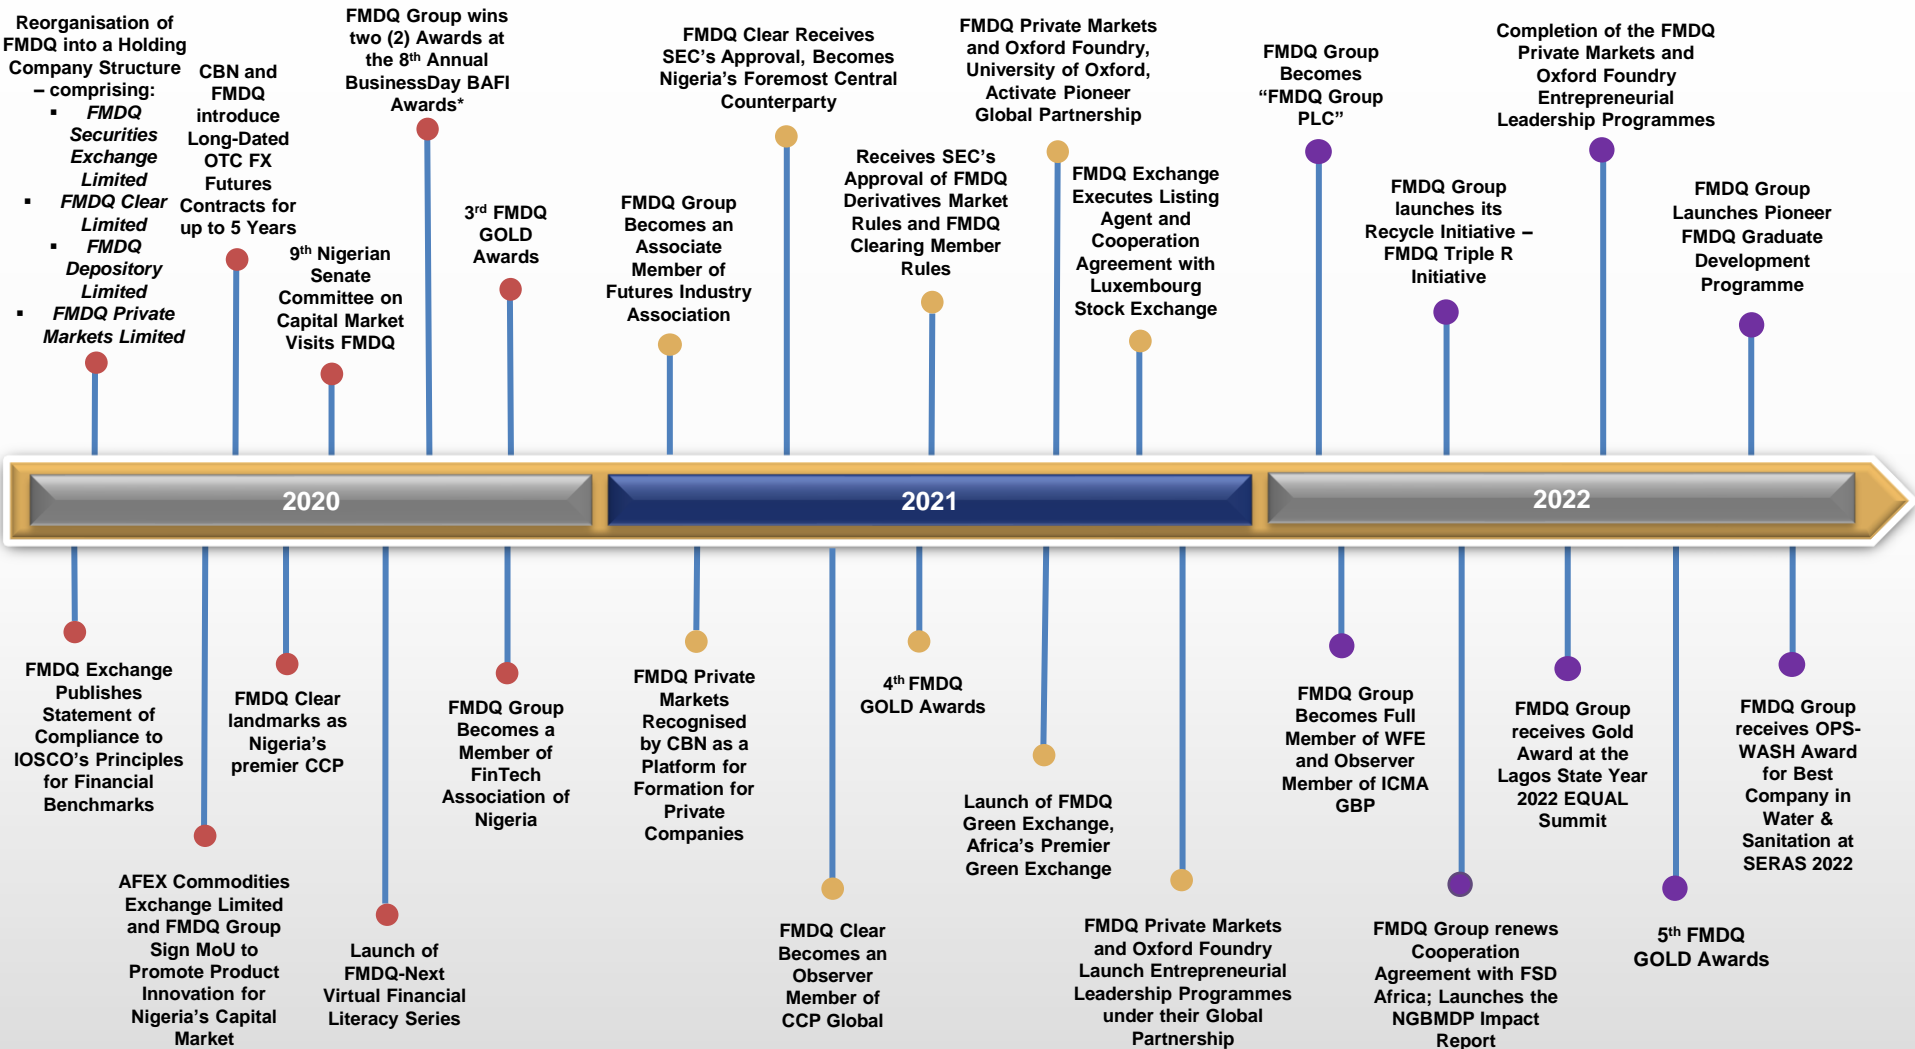 Reorganisation of
FMDQ into a Holding
Company Structure
– comprising:
▪ FMDQ
Securities
Exchange
Limited
▪ FMDQ Clear
Limited
▪ FMDQ
Depository
Limited
▪ FMDQ Private
Markets Limited
CBN and
FMDQ
introduce
Long-Dated
OTC FX
Futures
Contracts for
up to 5 Years
9th Nigerian
Senate
Committee on
Capital Market
Visits FMDQ
FMDQ Group wins
two (2) Awards at
the 8th Annual
BusinessDay BAFI
Awards*
3rd FMDQ
GOLD
Awards
FMDQ Group
Becomes an
Associate
Member of
Futures Industry
Association
FMDQ Clear Receives
SEC’s Approval, Becomes
Nigeria’s Foremost Central
Counterparty
Receives SEC’s
Approval of FMDQ
Derivatives Market
Rules and FMDQ
Clearing Member
Rules
FMDQ Private Markets
and Oxford Foundry,
University of Oxford,
Activate Pioneer
Global Partnership
FMDQ Exchange
Executes Listing
Agent and
Cooperation
Agreement with
Luxembourg
Stock Exchange
FMDQ Group
Becomes
“FMDQ Group
PLC”
FMDQ Group
launches its
Recycle Initiative –
FMDQ Triple R
Initiative
Completion of the FMDQ
Private Markets and
Oxford Foundry
Entrepreneurial
Leadership Programmes
FMDQ Group
Launches Pioneer
FMDQ Graduate
Development
Programme
2020
2021
2022
FMDQ Exchange
Publishes
Statement of
Compliance to
IOSCO’s Principles
for Financial
Benchmarks
AFEX Commodities
Exchange Limited
and FMDQ Group
Sign MoU to
Promote Product
Innovation for
Nigeria’s Capital
Market
FMDQ Clear
landmarks as
Nigeria’s
premier CCP
Launch of
FMDQ-Next
Virtual Financial
Literacy Series
FMDQ Group
Becomes a
Member of
FinTech
Association of
Nigeria
FMDQ Private
Markets
Recognised
by CBN as a
Platform for
Formation for
Private
Companies
FMDQ Clear
Becomes an
Observer
Member of
CCP Global
4th FMDQ
GOLD Awards
Launch of FMDQ
Green Exchange,
Africa’s Premier
Green Exchange
FMDQ Private Markets
and Oxford Foundry
Launch Entrepreneurial
Leadership Programmes
under their Global
Partnership
FMDQ Group
Becomes Full
Member of WFE
and Observer
Member of ICMA
GBP
FMDQ Group renews
Cooperation
Agreement with FSD
Africa; Launches the
NGBMDP Impact
Report
FMDQ Group
receives Gold
Award at the
Lagos State Year
2022 EQUAL
Summit
5th FMDQ
GOLD Awards
FMDQ Group
receives OPS-
WASH Award
for Best
Company in
Water &
Sanitation at
SERAS 2022